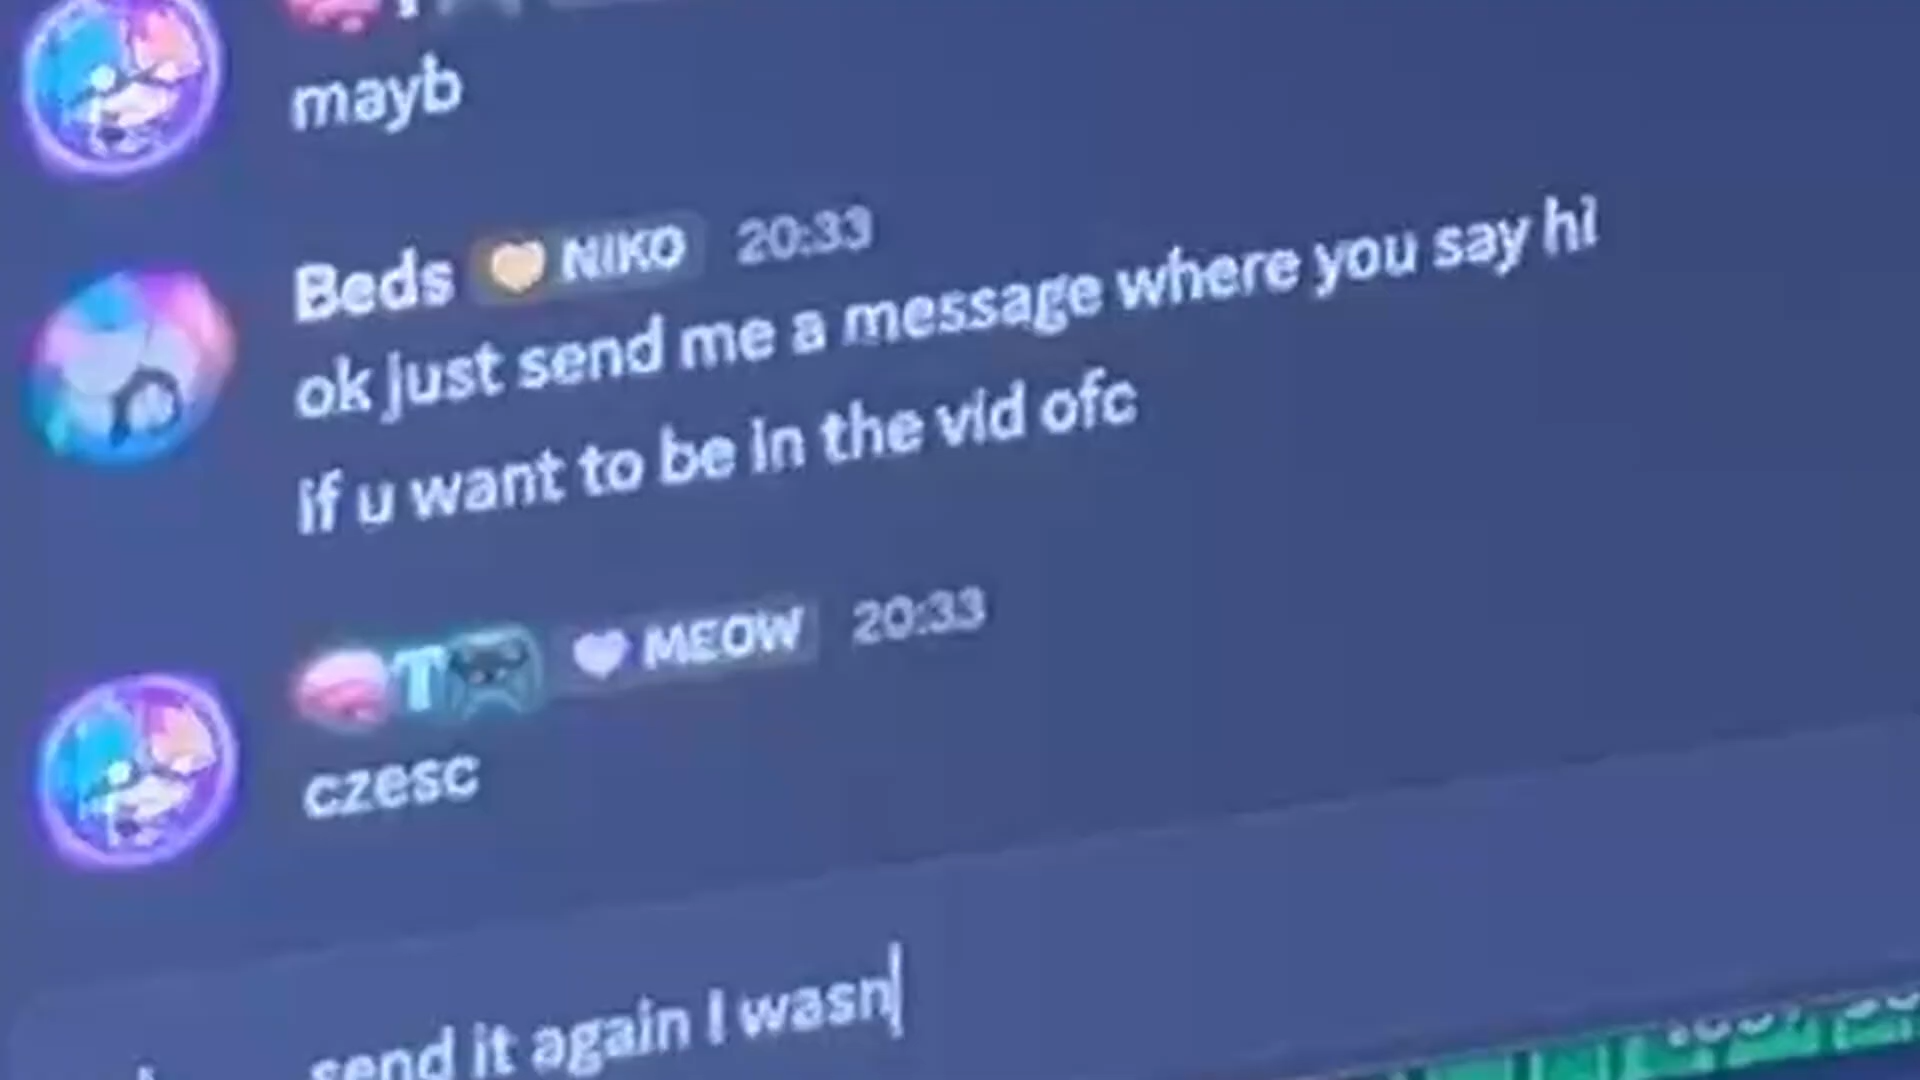 mayb
Beds NIKO 20:33
ok just send me a message where you say hi
if u want to be in the vid ofc
T MEOW 20:33
czesc
send it again I wasn